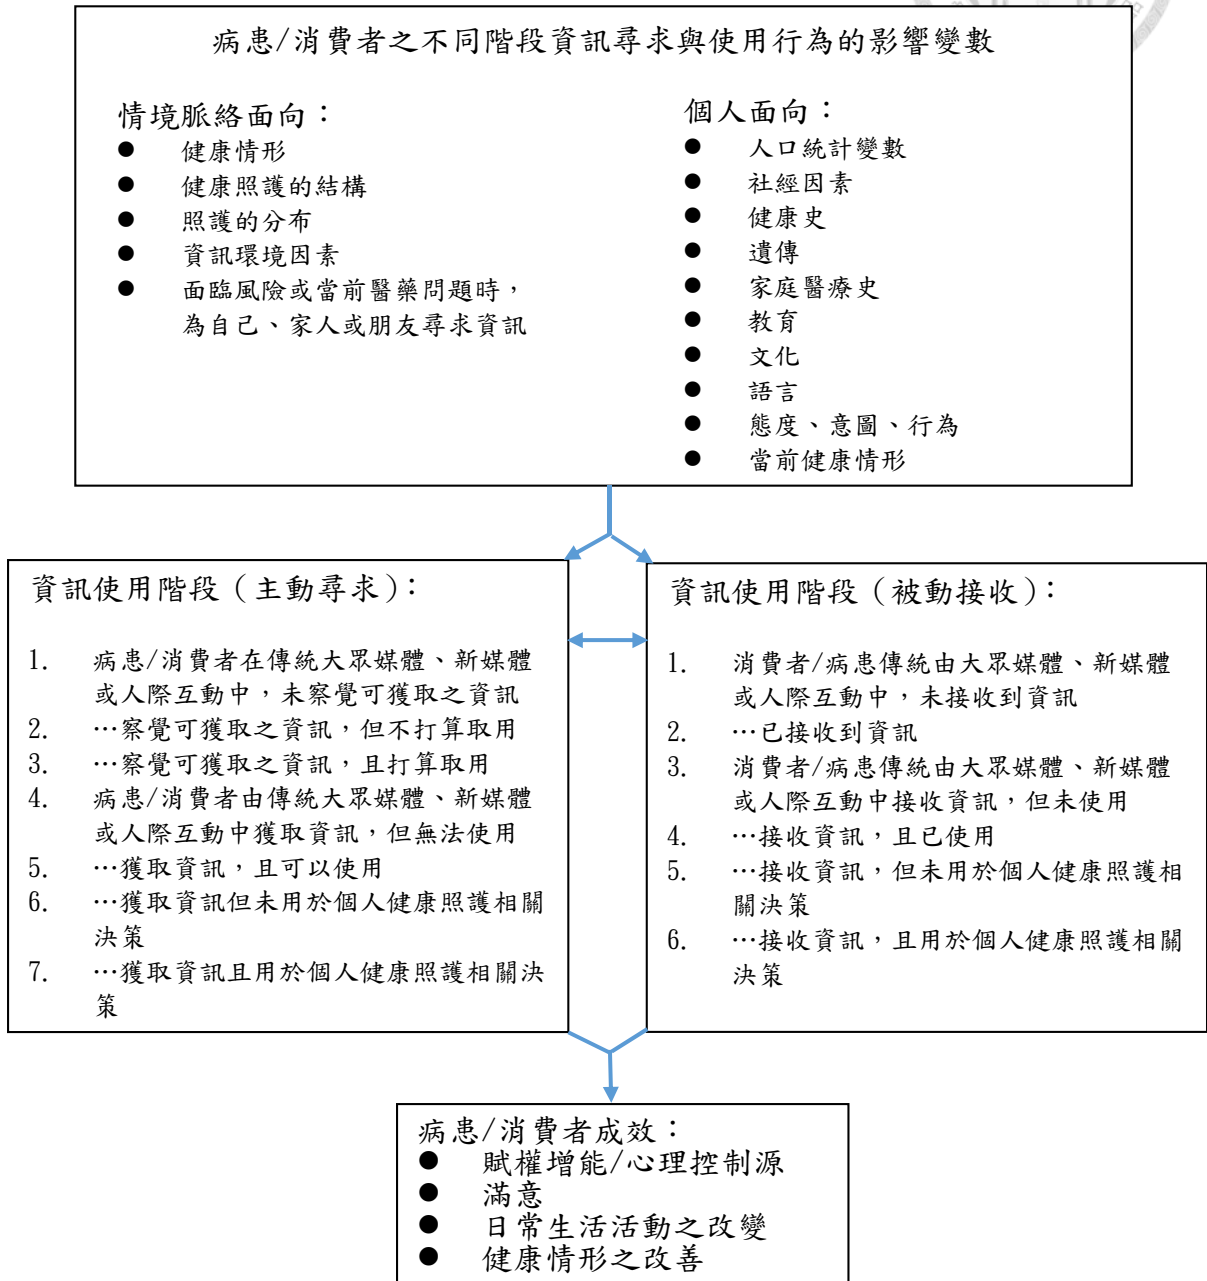 病患/消費者之不同階段資訊尋求與使用行為的影響變數
情境脈絡面向：
● 健康情形
● 健康照護的結構
● 照護的分布
● 資訊環境因素
● 面臨風險或當前醫藥問題時，
為自己、家人或朋友尋求資訊
個人面向：
● 人口統計變數
● 社經因素
● 健康史
● 遺傳
● 家庭醫療史
● 教育
● 文化
● 語言
● 態度、意圖、行為
● 當前健康情形
資訊使用階段（主動尋求）：
1. 病患/消費者在傳統大眾媒體、新媒體
或人際互動中，未察覺可獲取之資訊
2. …察覺可獲取之資訊，但不打算取用
3. …察覺可獲取之資訊，且打算取用
4. 病患/消費者由傳統大眾媒體、新媒體
或人際互動中獲取資訊，但無法使用
5. …獲取資訊，且可以使用
6. …獲取資訊但未用於個人健康照護相關
決策
7. …獲取資訊且用於個人健康照護相關決
策
資訊使用階段（被動接收）：
1. 消費者/病患傳統由大眾媒體、新媒體
或人際互動中，未接收到資訊
2. …已接收到資訊
3. 消費者/病患傳統由大眾媒體、新媒體
或人際互動中接收資訊，但未使用
4. …接收資訊，且已使用
5. …接收資訊，但未用於個人健康照護相
關決策
6. …接收資訊，且用於個人健康照護相關
決策
病患/消費者成效：
● 賦權增能/心理控制源
● 滿意
● 日常生活活動之改變
● 健康情形之改善